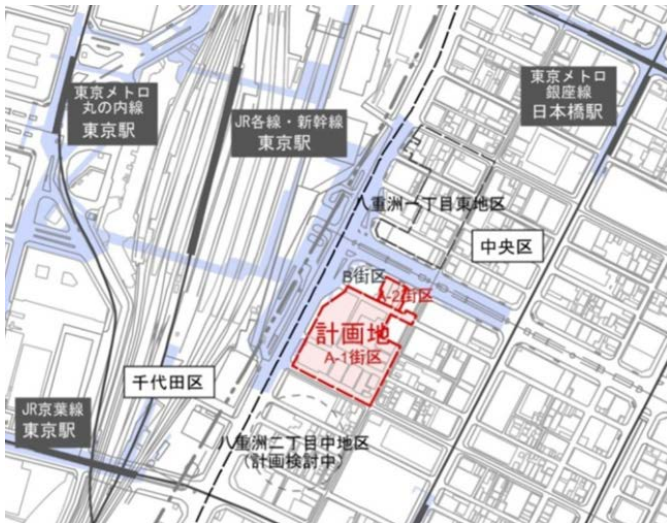 東京メトロ
丸の内線
東京駅
JR各線・新幹線
東京駅
東京メトロ
銀座線
日本橋駅
八重洲一丁目東地区
中央区
B街区
A-2街区
計画地
A-1街区
千代田区
JR京葉線
東京駅
八重洲二丁目中地区
(計画検討中)